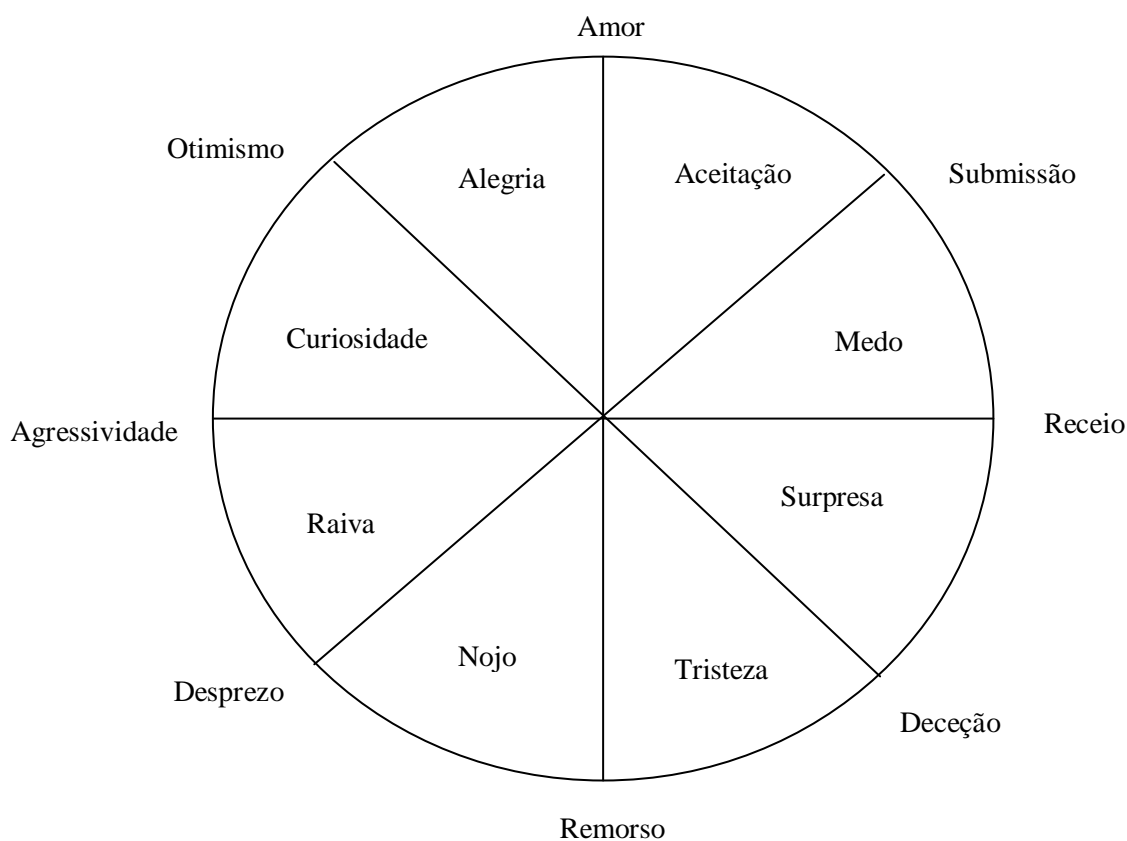 Amor
Otimismo
Alegria
Aceitação
Submissão
Curiosidade
Medo
Agressividade
Receio
Raiva
Surpresa
Nojo
Tristeza
Desprezo
Deceção
Remorso